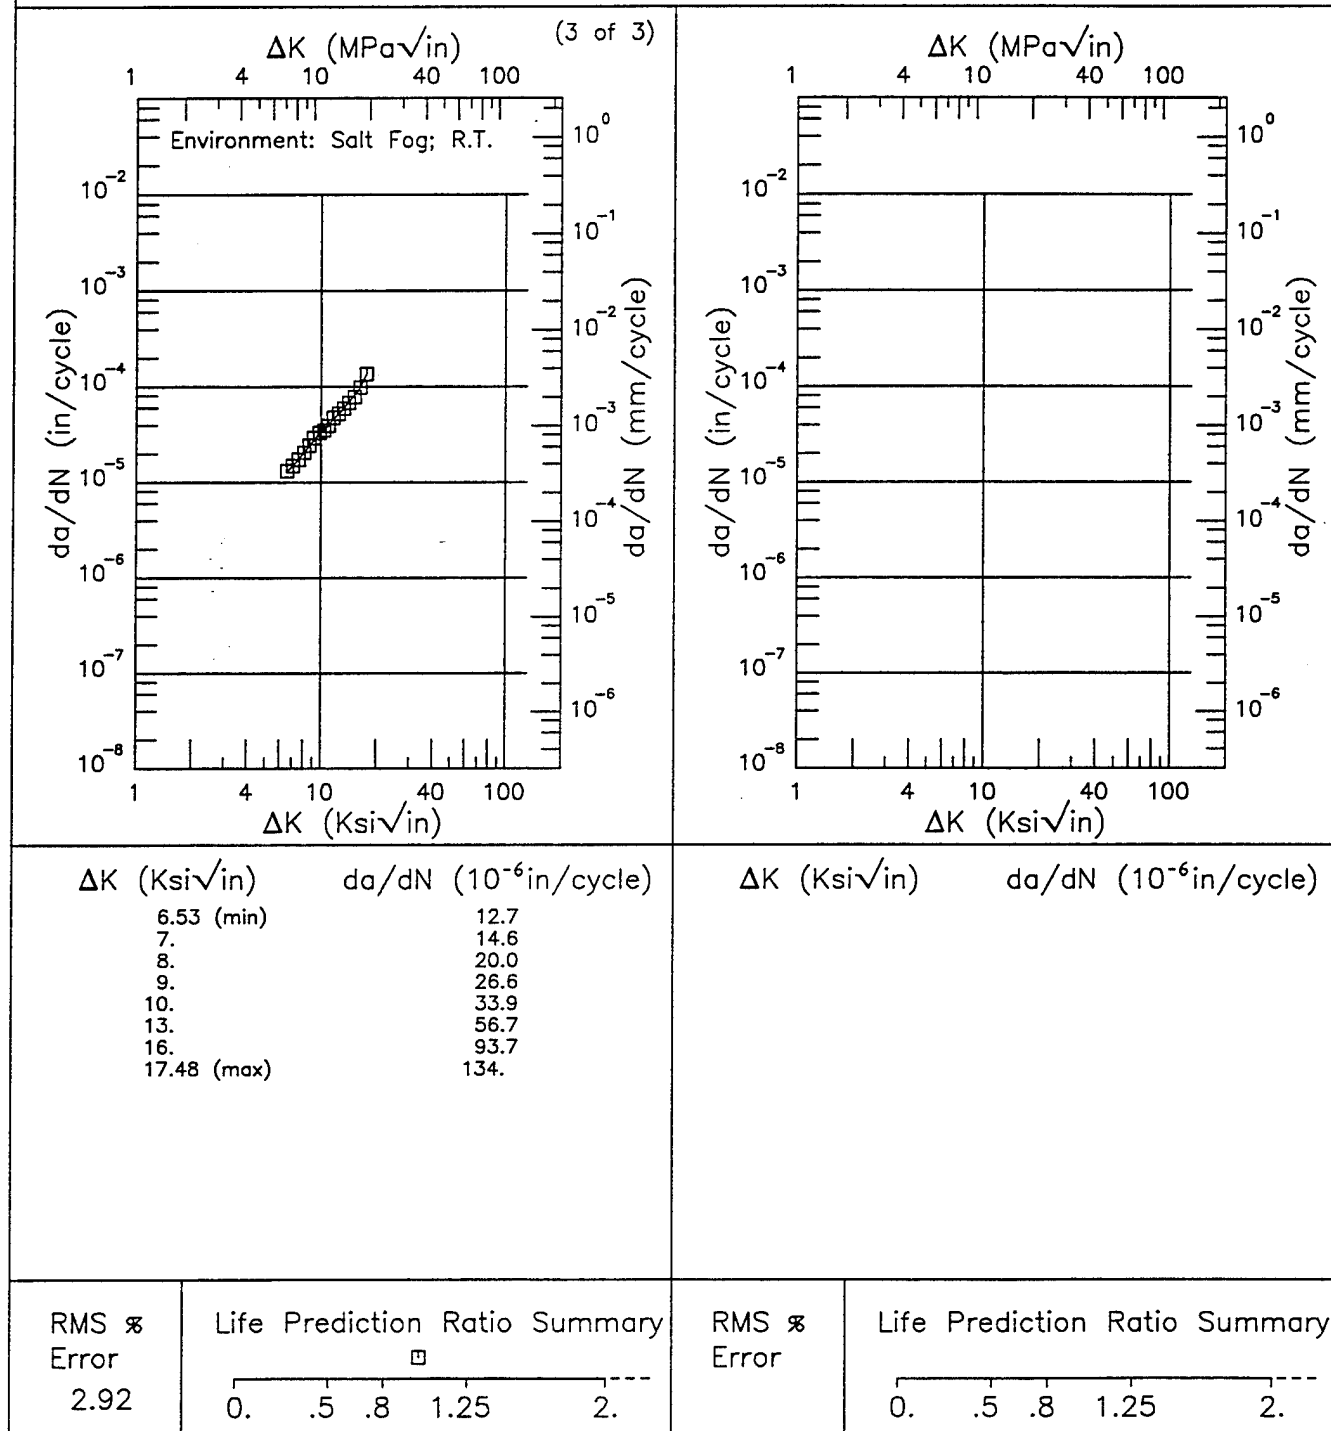 (3 of 3)
ΔK (MPa√in)
1 4 10 40 100
Environment: Salt Fog; R.T.
da/dN (in/cycle)
10⁻²
10⁻³
10⁻⁴
10⁻⁵
10⁻⁶
10⁻⁷
10⁻⁸
da/dN (mm/cycle)
10⁰
10⁻¹
10⁻²
10⁻³
10⁻⁴
10⁻⁵
10⁻⁶
1 4 10 40 100
ΔK (Ksi√in)
ΔK (MPa√in)
1 4 10 40 100
da/dN (in/cycle)
10⁻²
10⁻³
10⁻⁴
10⁻⁵
10⁻⁶
10⁻⁷
10⁻⁸
da/dN (mm/cycle)
10⁰
10⁻¹
10⁻²
10⁻³
10⁻⁴
10⁻⁵
10⁻⁶
1 4 10 40 100
ΔK (Ksi√in)
ΔK (Ksi√in) da/dN (10⁻⁶in/cycle)
6.53 (min) 12.7
7. 14.6
8. 20.0
9. 26.6
10. 33.9
13. 56.7
16. 93.7
17.48 (max) 134.
ΔK (Ksi√in) da/dN (10⁻⁶in/cycle)
RMS %
Error
2.92
Life Prediction Ratio Summary
0. .5 .8 1.25 2.
RMS %
Error
Life Prediction Ratio Summary
0. .5 .8 1.25 2.